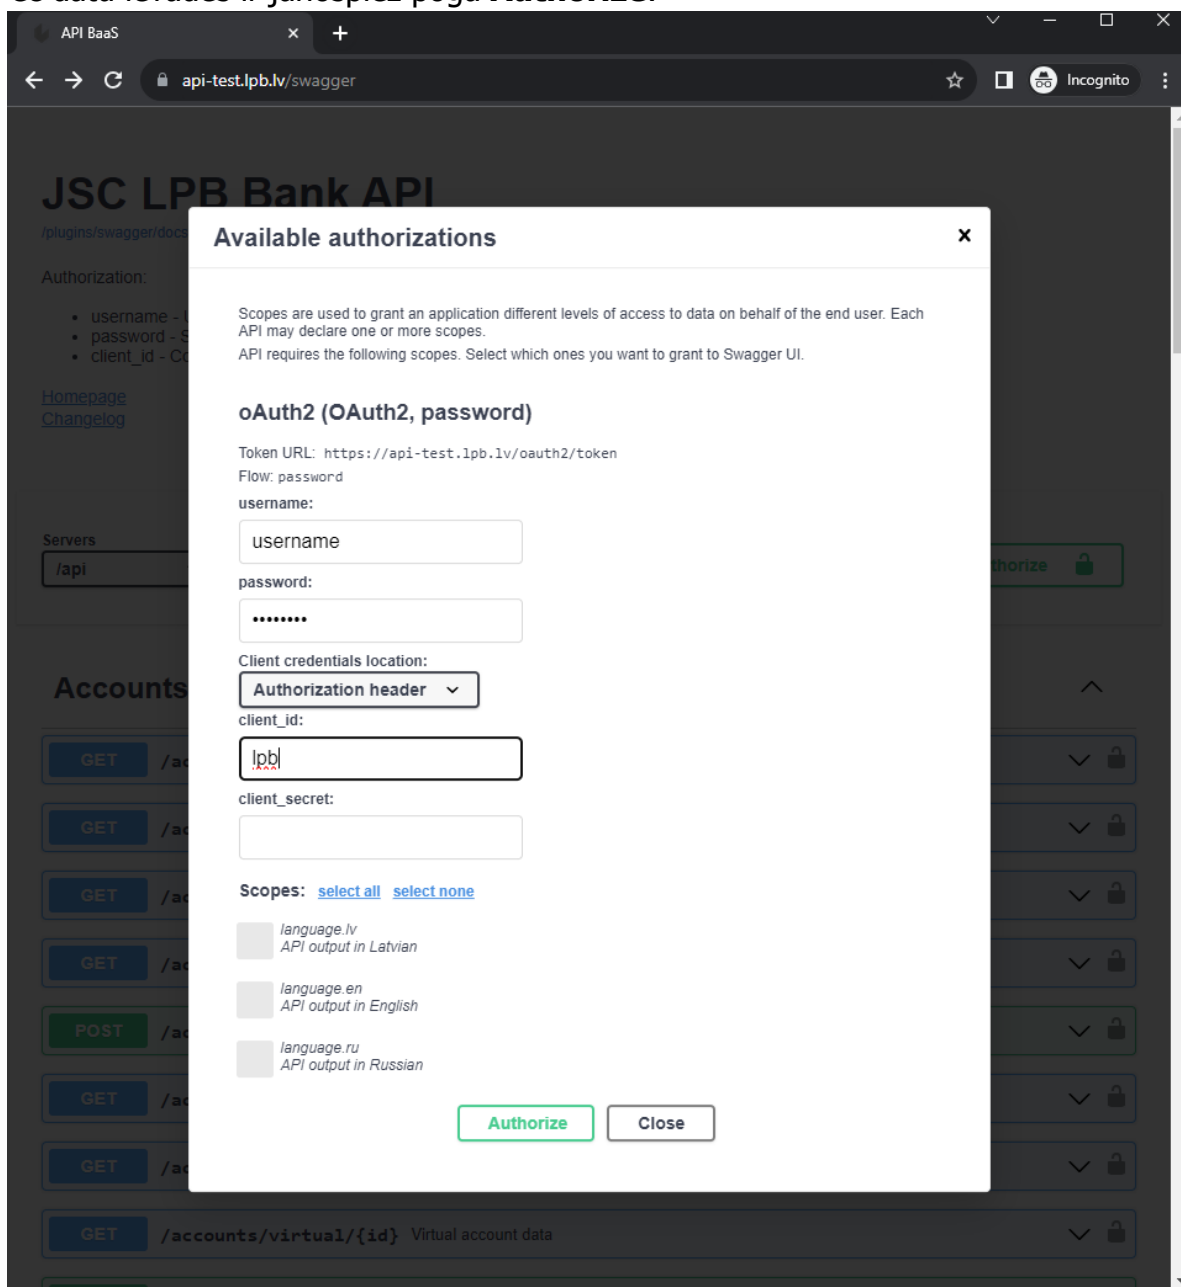 API BaaS
api-test.lpb.lv/swagger
Incognito
JSC LPB Bank API
/plugins/swagger/docs
Available authorizations
Authorization:
username -
password -
client_id -
Homepage
Changelog
Scopes are used to grant an application different levels of access to data on behalf of the end user. Each
API may declare one or more scopes.
API requires the following scopes. Select which ones you want to grant to Swagger UI.
oAuth2 (OAuth2, password)
Token URL: https://api-test.lpb.lv/oauth2/token
Flow: password
username:
username
Servers
/api
password:
••••••••
Client credentials location:
Authorization header
client_id:
lpb
client_secret:
Scopes: select all select none
language.lv
API output in Latvian
language.en
API output in English
language.ru
API output in Russian
Authorize Close
Accounts
GET
GET
GET
GET
POST
GET
GET
GET /accounts/virtual/{id} Virtual account data